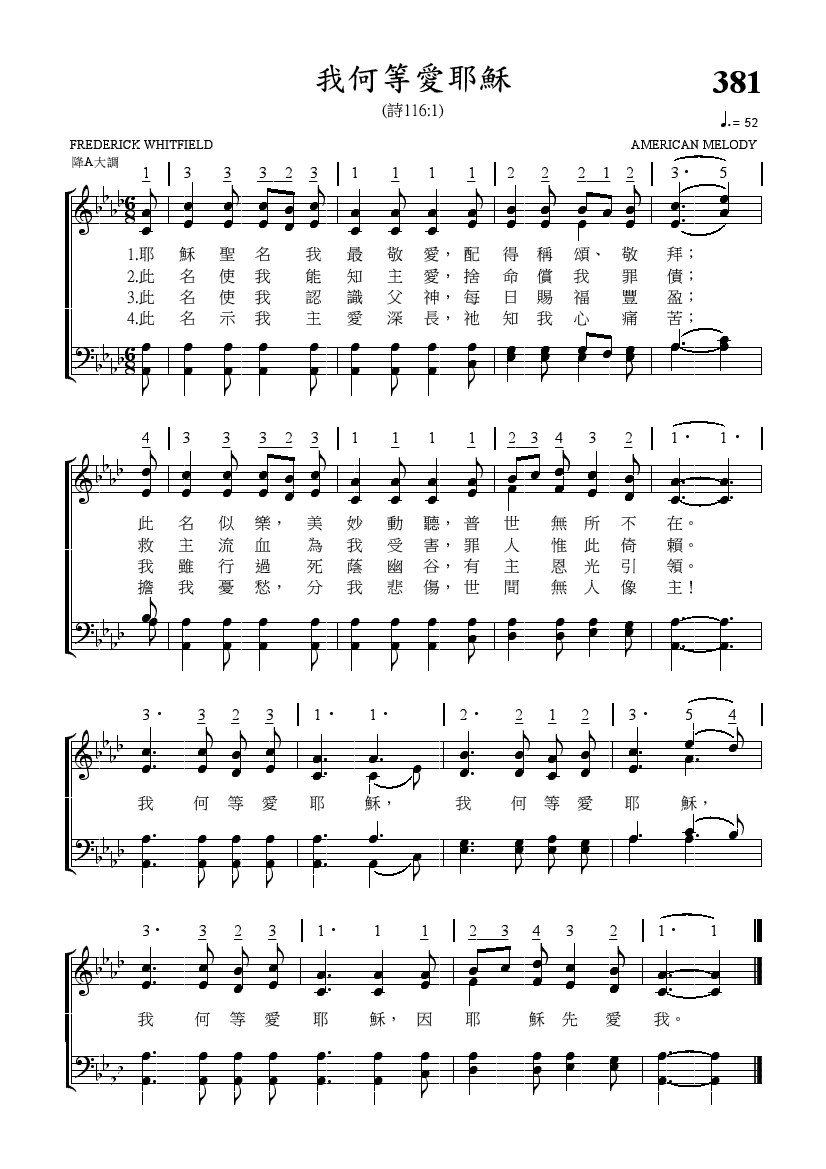 我何等愛耶穌
381
(詩116:1)
♩.= 52
FREDERICK WHITFIELD
AMERICAN MELODY
降A大調
1 | 3 3 3 2 3 | 1 1 1 1 | 2 2 2 1 2 | 3· 5 |
1.耶穌聖名我最敬愛，配得稱頌、敬拜；
2.此名使我能知主愛，捨命償我罪債；
3.此名使我認識父神，每日賜福豐盈；
4.此名示我主愛深長，祂知我心痛苦；
4 | 3 3 3 2 3 | 1 1 1 1 | 2 3 4 3 2 | 1· 1· |
此名似樂，美妙動聽，普世無所不在。
救主流血為我受害，罪人惟此倚賴。
我雖行過死蔭幽谷，有主恩光引領。
擔我憂愁，分我悲傷，世間無人像主！
3· 3 2 3 | 1· 1· | 2· 2 1 2 | 3· 5 4 |
我何等愛耶穌，我何等愛耶穌，
3· 3 2 3 | 1· 1 1 | 2 3 4 3 2 | 1· 1
我何等愛耶穌，因耶穌先愛我。